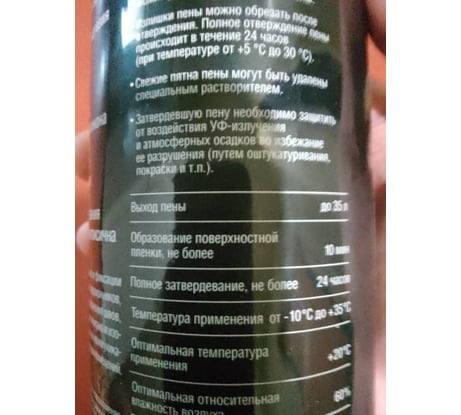 • Излишки пены можно обрезать после
отверждения. Полное отверждение пены
происходит в течение 24 часов
(при температуре от +5 °С до 30 °С).
• Свежие пятна пены могут быть удалены
специальным растворителем.
• Затвердевшую пену необходимо защитить
от воздействия УФ-излучения
и атмосферных осадков во избежание
ее разрушения (путем оштукатуривания,
покраски и т.п.).
Выход пены до 35 л
Образование поверхностной
пленки, не более 10 мин
Полное затвердевание, не более 24 часов
Температура применения от -10°С до +35°С
Оптимальная температура
применения +20°С
Оптимальная относительная
влажность воздуха 60%